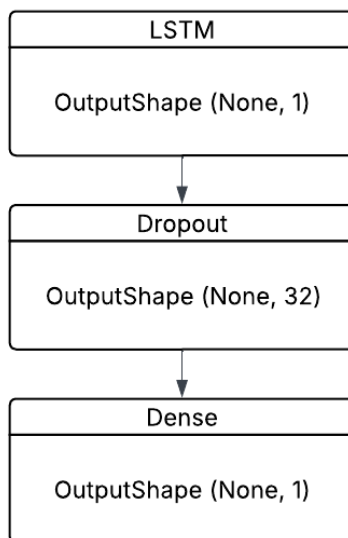 LSTM
OutputShape (None, 1)
Dropout
OutputShape (None, 32)
Dense
OutputShape (None, 1)